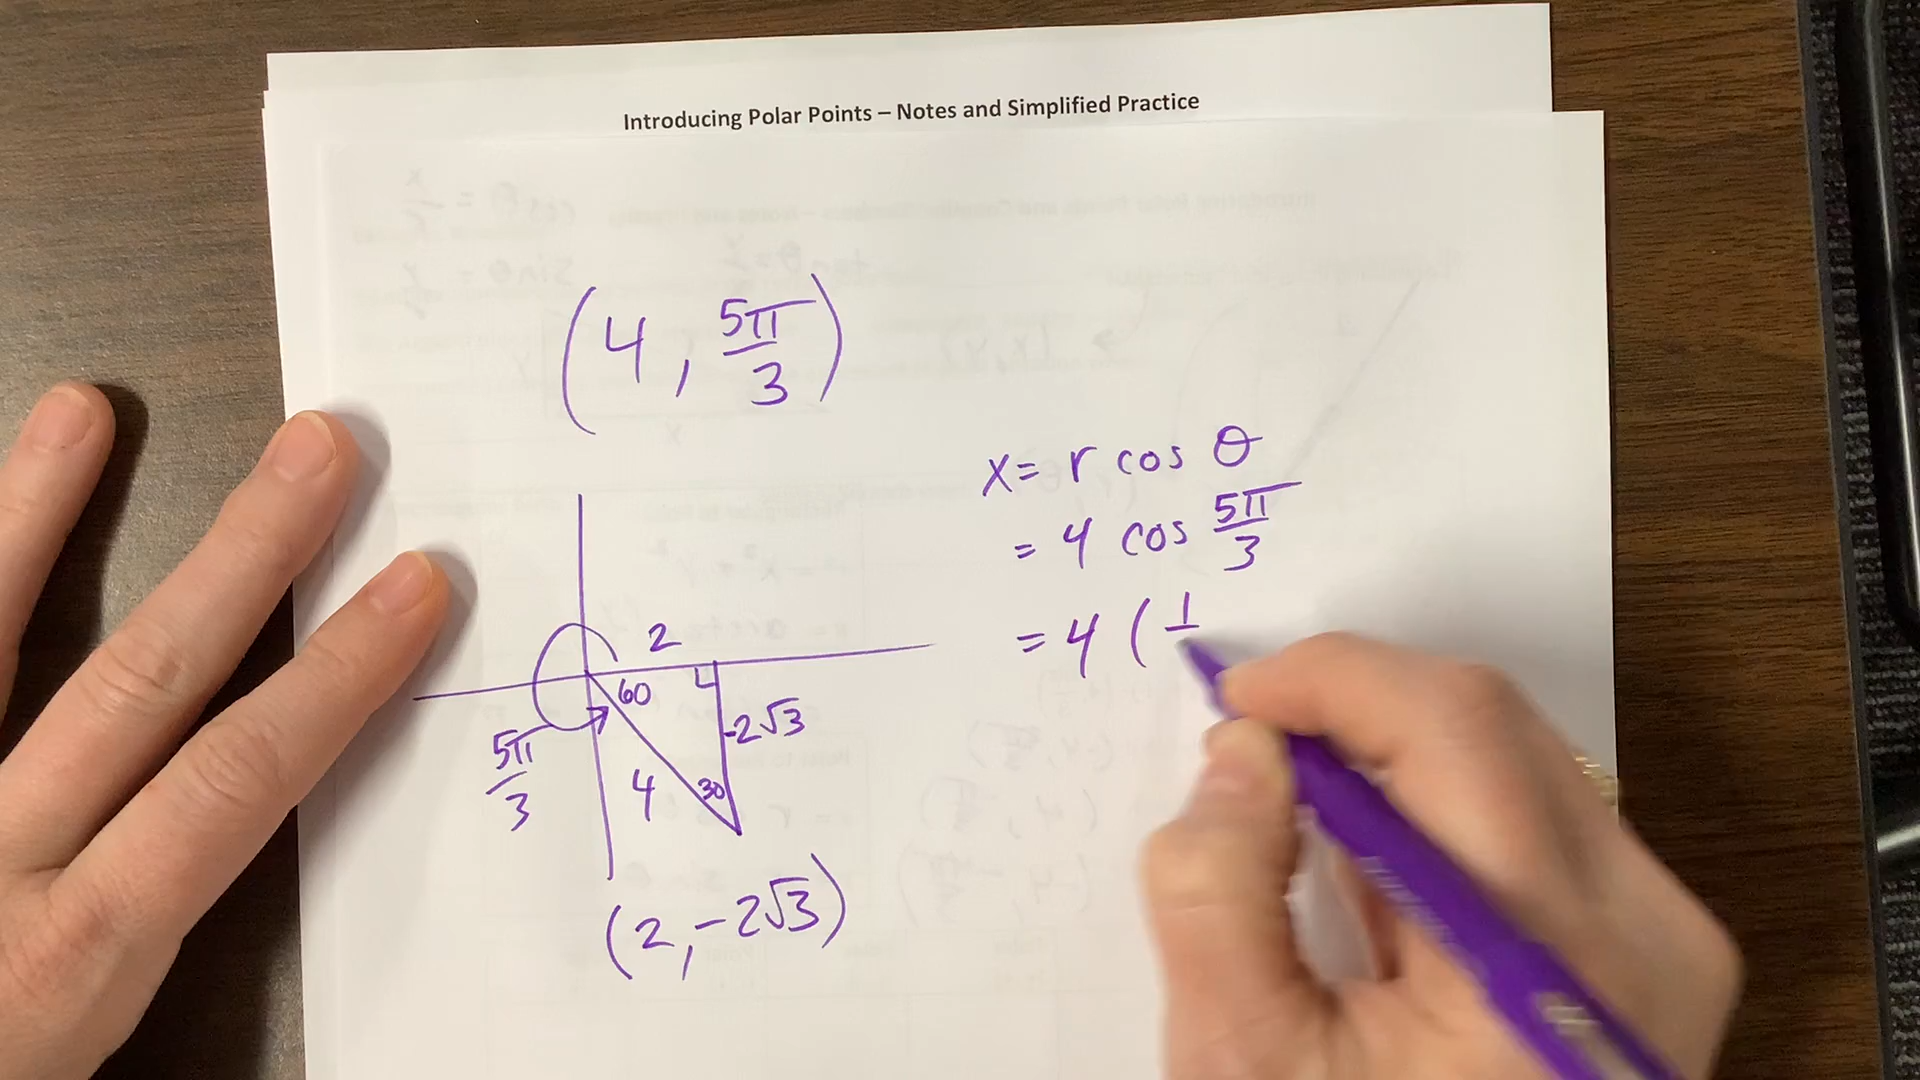 Introducing Polar Points – Notes and Simplified Practice
(4, 5π/3)
x = r cos θ
= 4 cos 5π/3
= 4 (1
2
60
-2√3
5π/3
4
30
(2, -2√3)